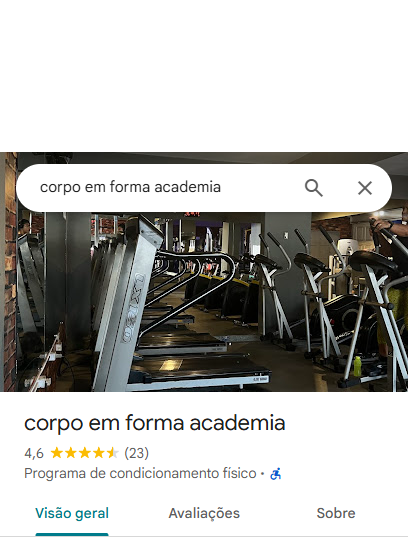 corpo em forma academia
corpo em forma academia
4,6 (23)
Programa de condicionamento físico ·
Visão geral Avaliações Sobre